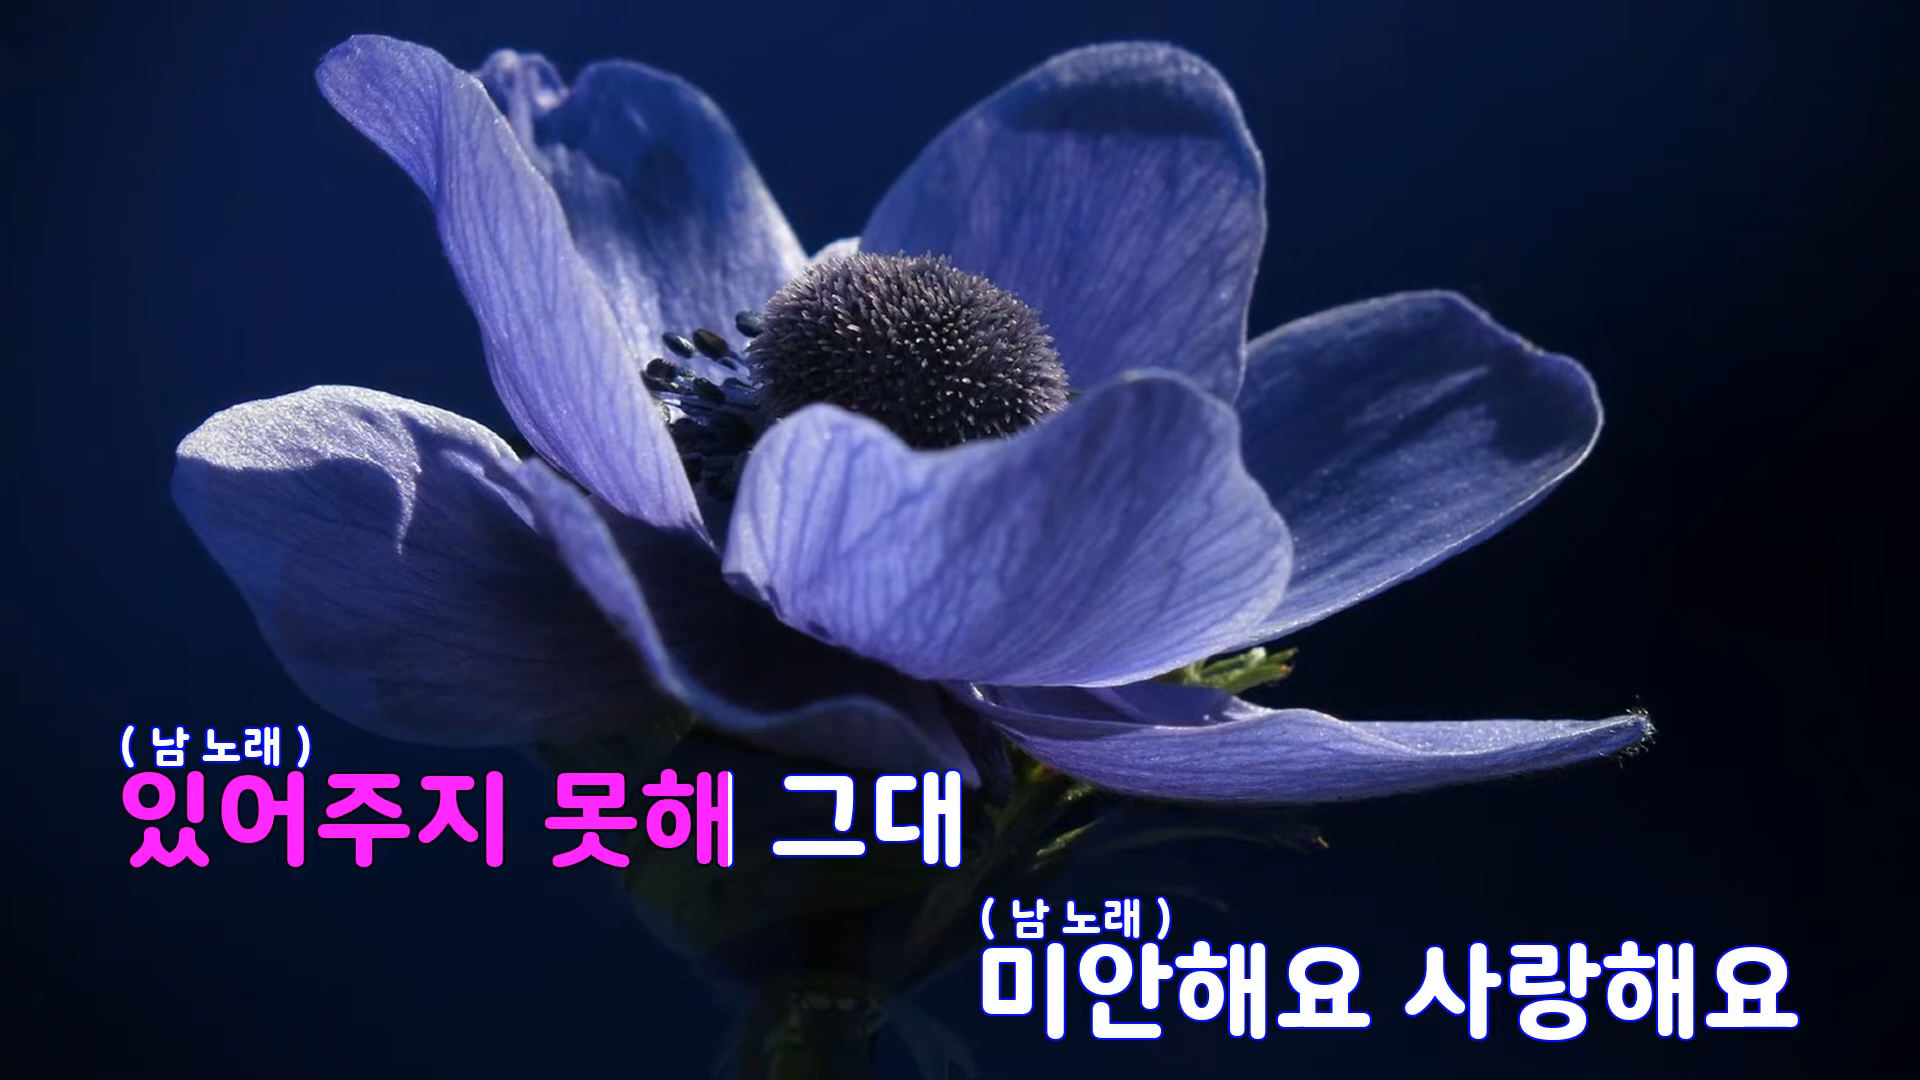 ( 남 노래 )
있어주지 못해 그대
( 남 노래 )
미안해요 사랑해요